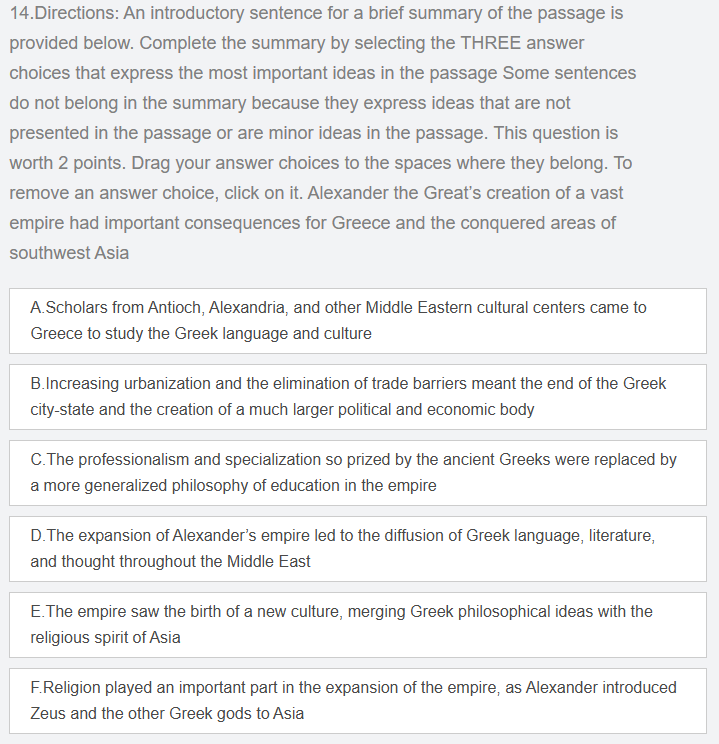 14.Directions: An introductory sentence for a brief summary of the passage is
provided below. Complete the summary by selecting the THREE answer
choices that express the most important ideas in the passage Some sentences
do not belong in the summary because they express ideas that are not
presented in the passage or are minor ideas in the passage. This question is
worth 2 points. Drag your answer choices to the spaces where they belong. To
remove an answer choice, click on it. Alexander the Great’s creation of a vast
empire had important consequences for Greece and the conquered areas of
southwest Asia
A.Scholars from Antioch, Alexandria, and other Middle Eastern cultural centers came to
Greece to study the Greek language and culture
B.Increasing urbanization and the elimination of trade barriers meant the end of the Greek
city-state and the creation of a much larger political and economic body
C.The professionalism and specialization so prized by the ancient Greeks were replaced by
a more generalized philosophy of education in the empire
D.The expansion of Alexander’s empire led to the diffusion of Greek language, literature,
and thought throughout the Middle East
E.The empire saw the birth of a new culture, merging Greek philosophical ideas with the
religious spirit of Asia
F.Religion played an important part in the expansion of the empire, as Alexander introduced
Zeus and the other Greek gods to Asia